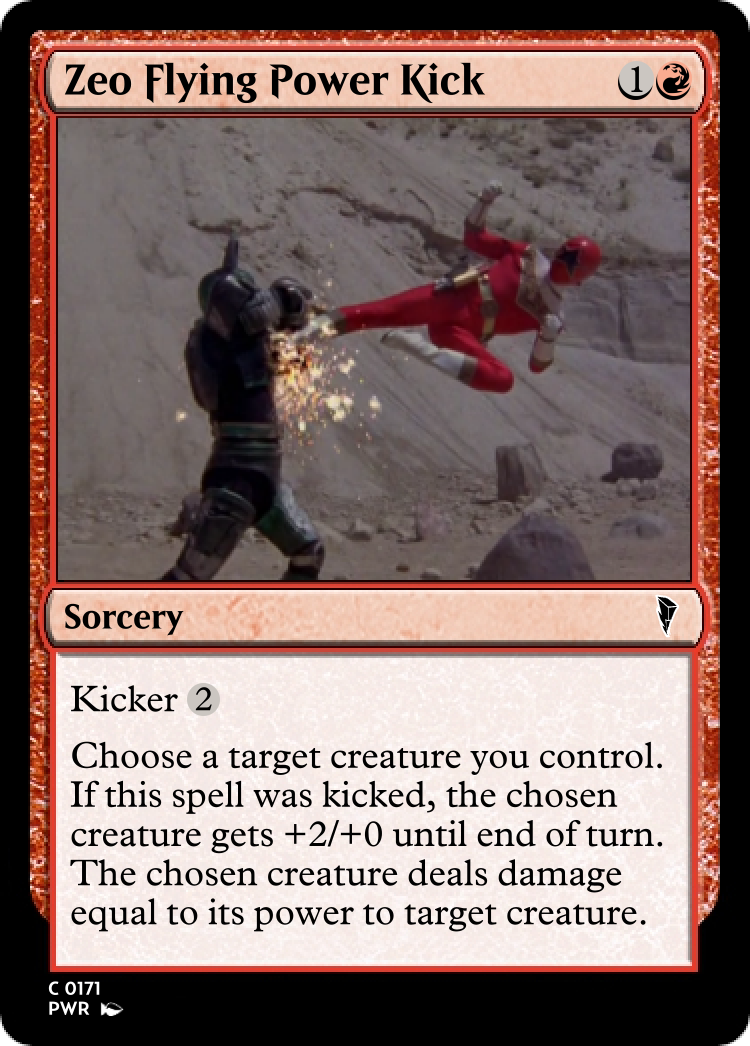 Zeo Flying Power Kick 1
Sorcery
Kicker 2
Choose a target creature you control.
If this spell was kicked, the chosen
creature gets +2/+0 until end of turn.
The chosen creature deals damage
equal to its power to target creature.
C 0171
PWR